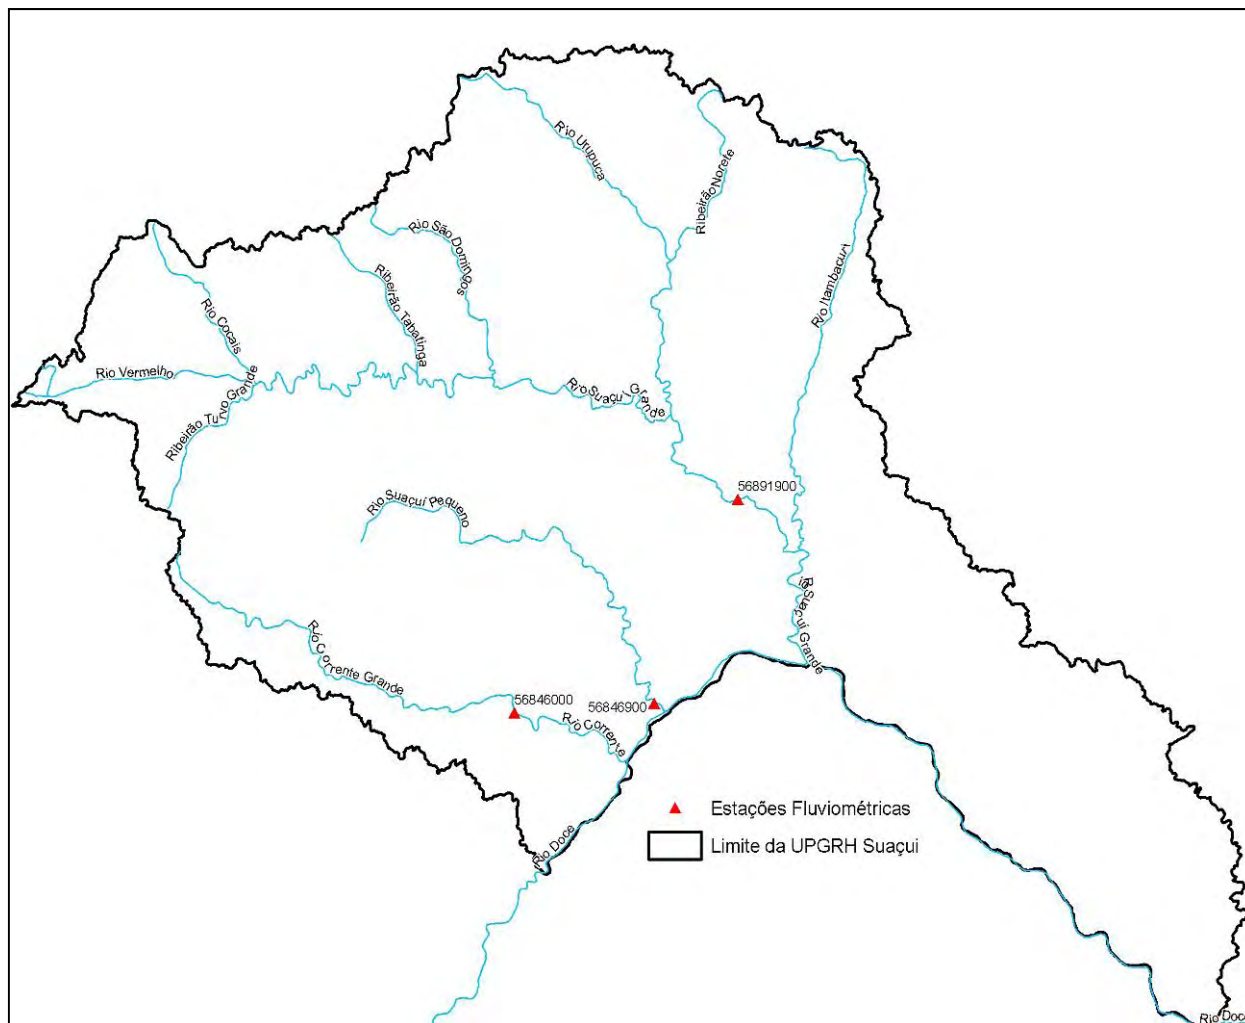 Rio Urupuca
Ribeirão Norete
Rio São Domingos
Ribeirão Tabatinga
Rio Itambacuri
Rio Cocais
Rio Vermelho
Ribeirão Turvo Grande
Rio Suaçuí Grande
56891900
Rio Suaçuí Pequeno
Rio Suaçuí Grande
Rio Corrente Grande
56846000
56846900
Rio Corrente
Estações Fluviométricas
Limite da UPGRH Suaçui
Rio Doce
Rio Doce